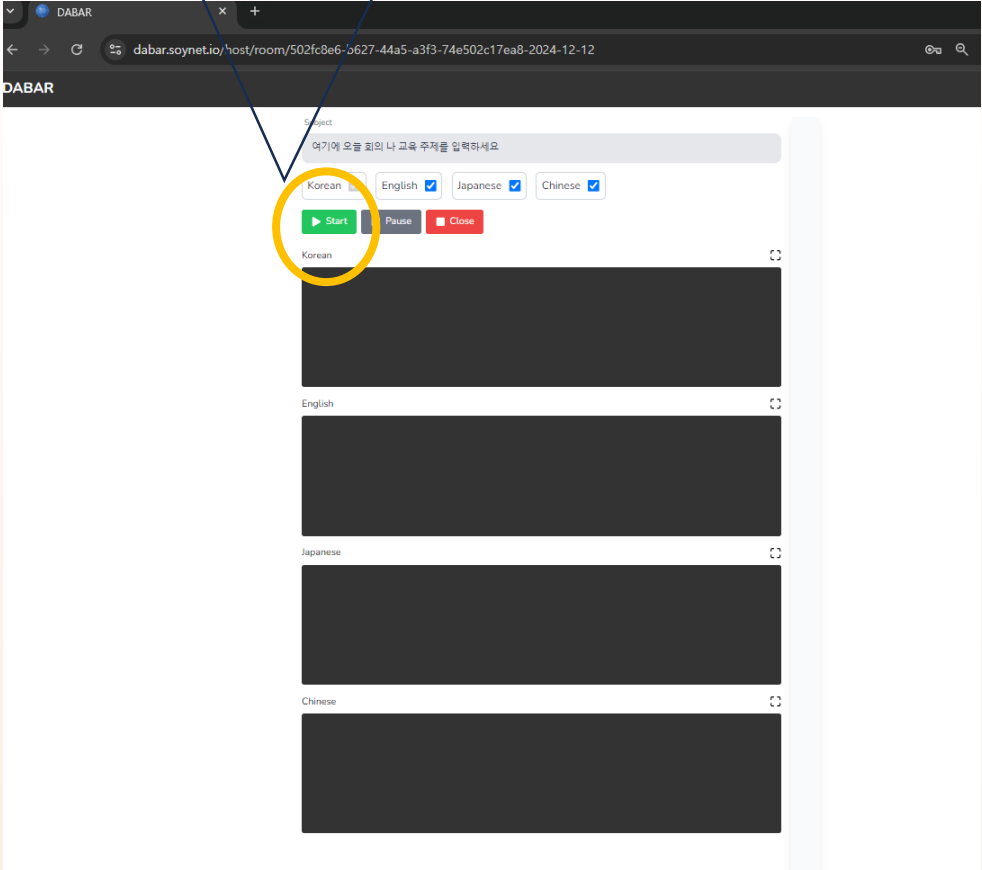 DABAR
dabar.soynet.io/host/room/502fc8e6-b627-44a5-a3f3-74e502c17ea8-2024-12-12
DABAR
Subject
여기에 오늘 회의 나 교육 주제를 입력하세요
Korean English Japanese Chinese
Start Pause Close
Korean
English
Japanese
Chinese